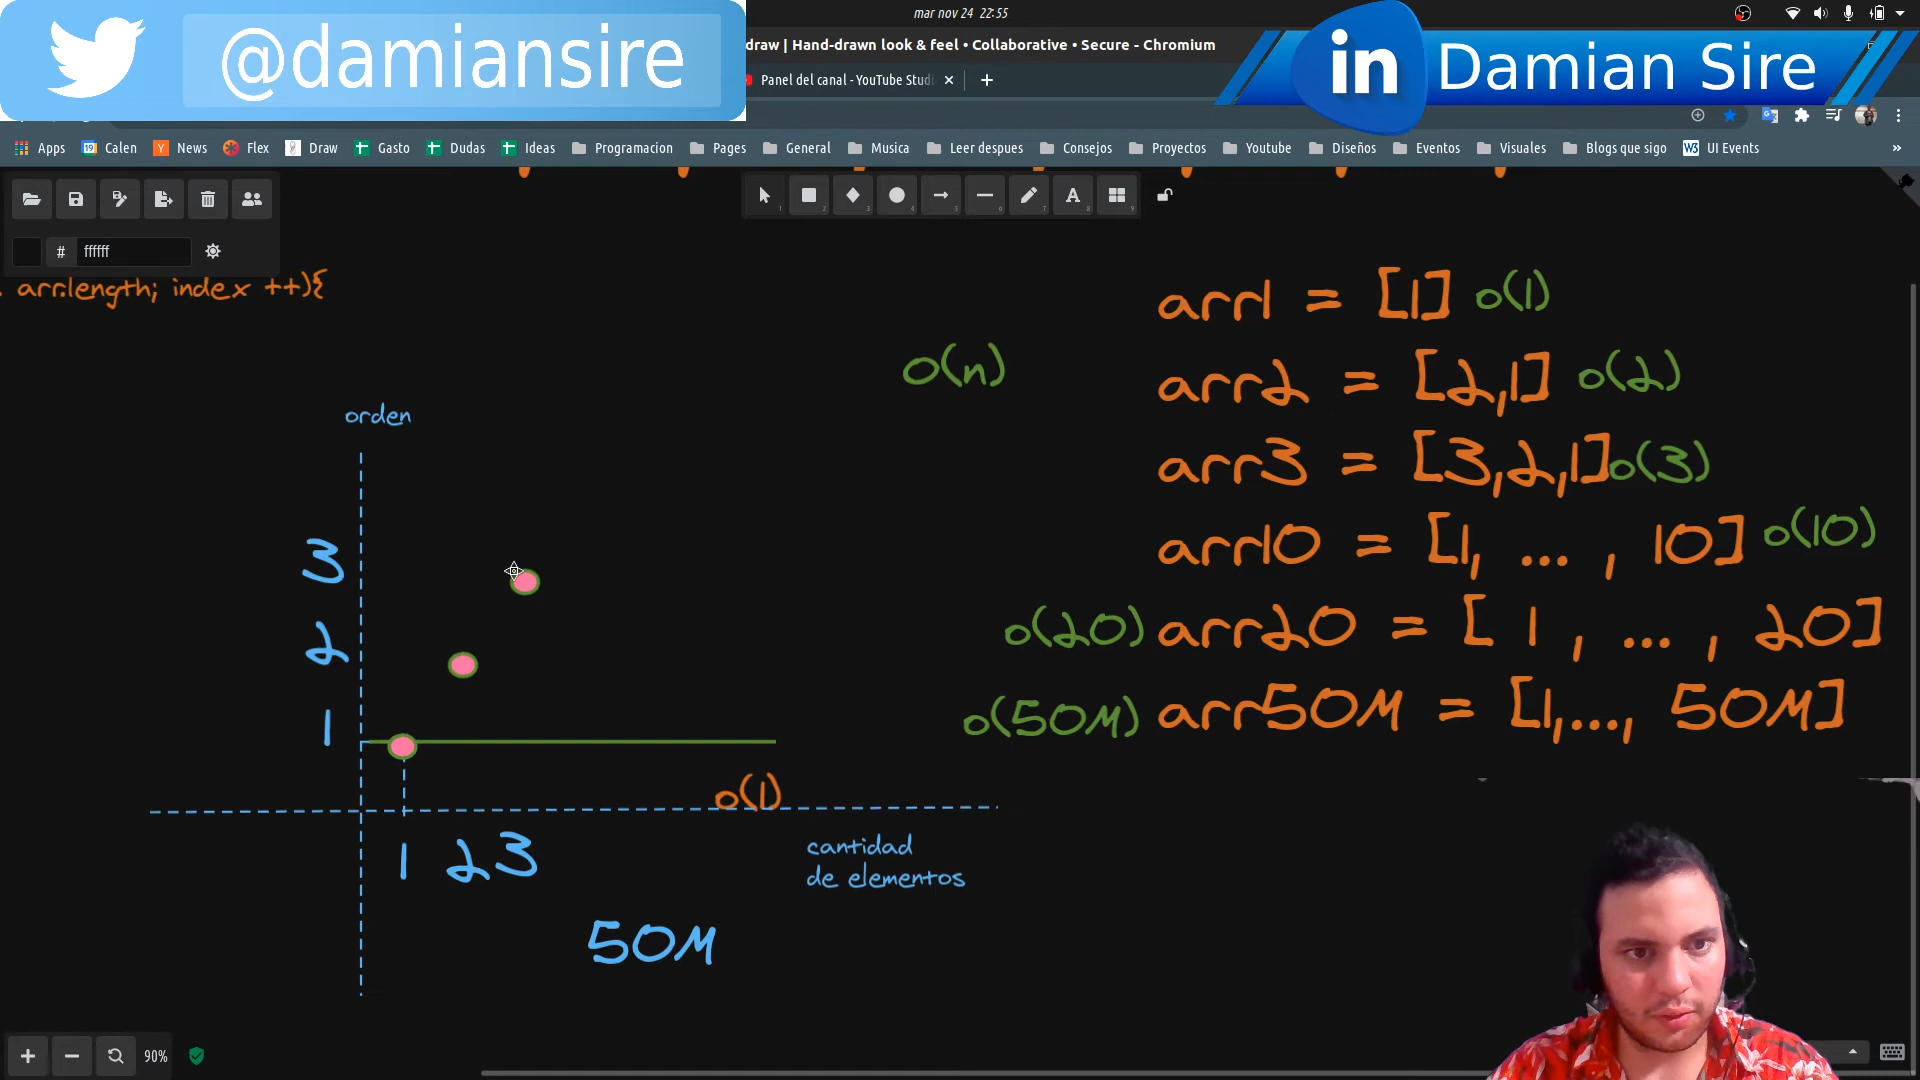 mar nov 24 22:55
@damiansire
draw | Hand-drawn look & feel • Collaborative • Secure - Chromium
in Damian Sire
Panel del canal - YouTube Studi
Apps Calen News Flex Draw Gasto Dudas Ideas Programacion Pages General Musica Leer despues Consejos Proyectos Youtube Diseños Eventos Visuales Blogs que sigo UI Events
# ffffff
arr.length; index ++){
arr1 = [1] o(1)
o(n)
arr2 = [2,1] o(2)
orden
arr3 = [3,2,1] o(3)
arr10 = [1, ... , 10] o(10)
3
o(20) arr20 = [ 1 , ... , 20]
2
o(50M) arr50M = [1,..., 50M]
1
o(1)
1 2 3
cantidad
de elementos
50M
90%